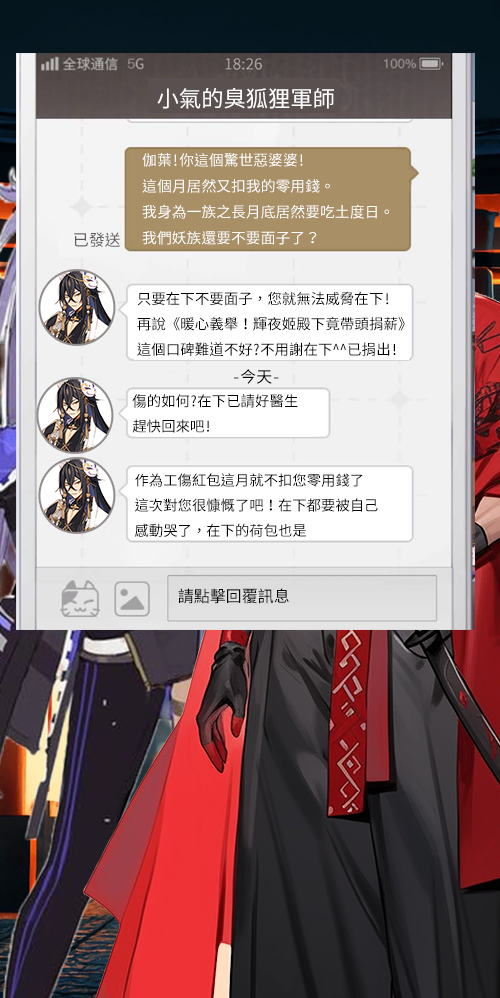 全球通信 5G 18:26 100%
小氣的臭狐狸軍師
伽葉!你這個驚世惡婆婆!
這個月居然又扣我的零用錢。
我身為一族之長月底居然要吃土度日。
我們妖族還要不要面子了？
已發送
只要在下不要面子，您就無法威脅在下!
再說《暖心義舉！輝夜姬殿下竟帶頭捐薪》
這個口碑難道不好?不用謝在下^^已捐出!
-今天-
傷的如何?在下已請好醫生
趕快回來吧!
作為工傷紅包這月就不扣您零用錢了
這次對您很慷慨了吧！在下都要被自己
感動哭了，在下的荷包也是
請點擊回覆訊息